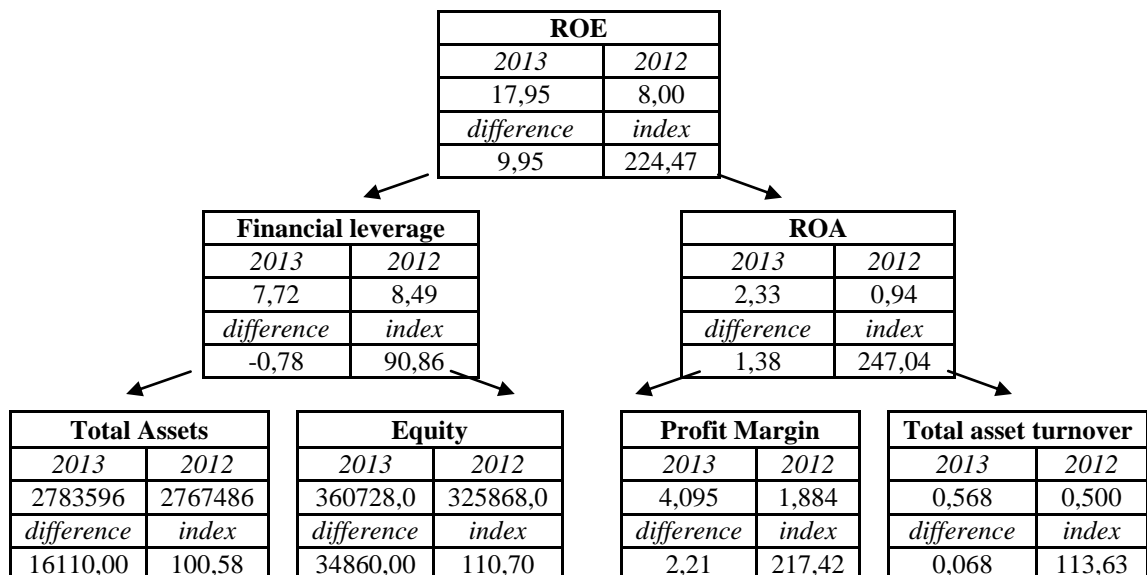 ROE
2013 2012
17,95 8,00
difference index
9,95 224,47
Financial leverage
2013 2012
7,72 8,49
difference index
-0,78 90,86
ROA
2013 2012
2,33 0,94
difference index
1,38 247,04
Total Assets
2013 2012
2783596 2767486
difference index
16110,00 100,58
Equity
2013 2012
360728,0 325868,0
difference index
34860,00 110,70
Profit Margin
2013 2012
4,095 1,884
difference index
2,21 217,42
Total asset turnover
2013 2012
0,568 0,500
difference index
0,068 113,63